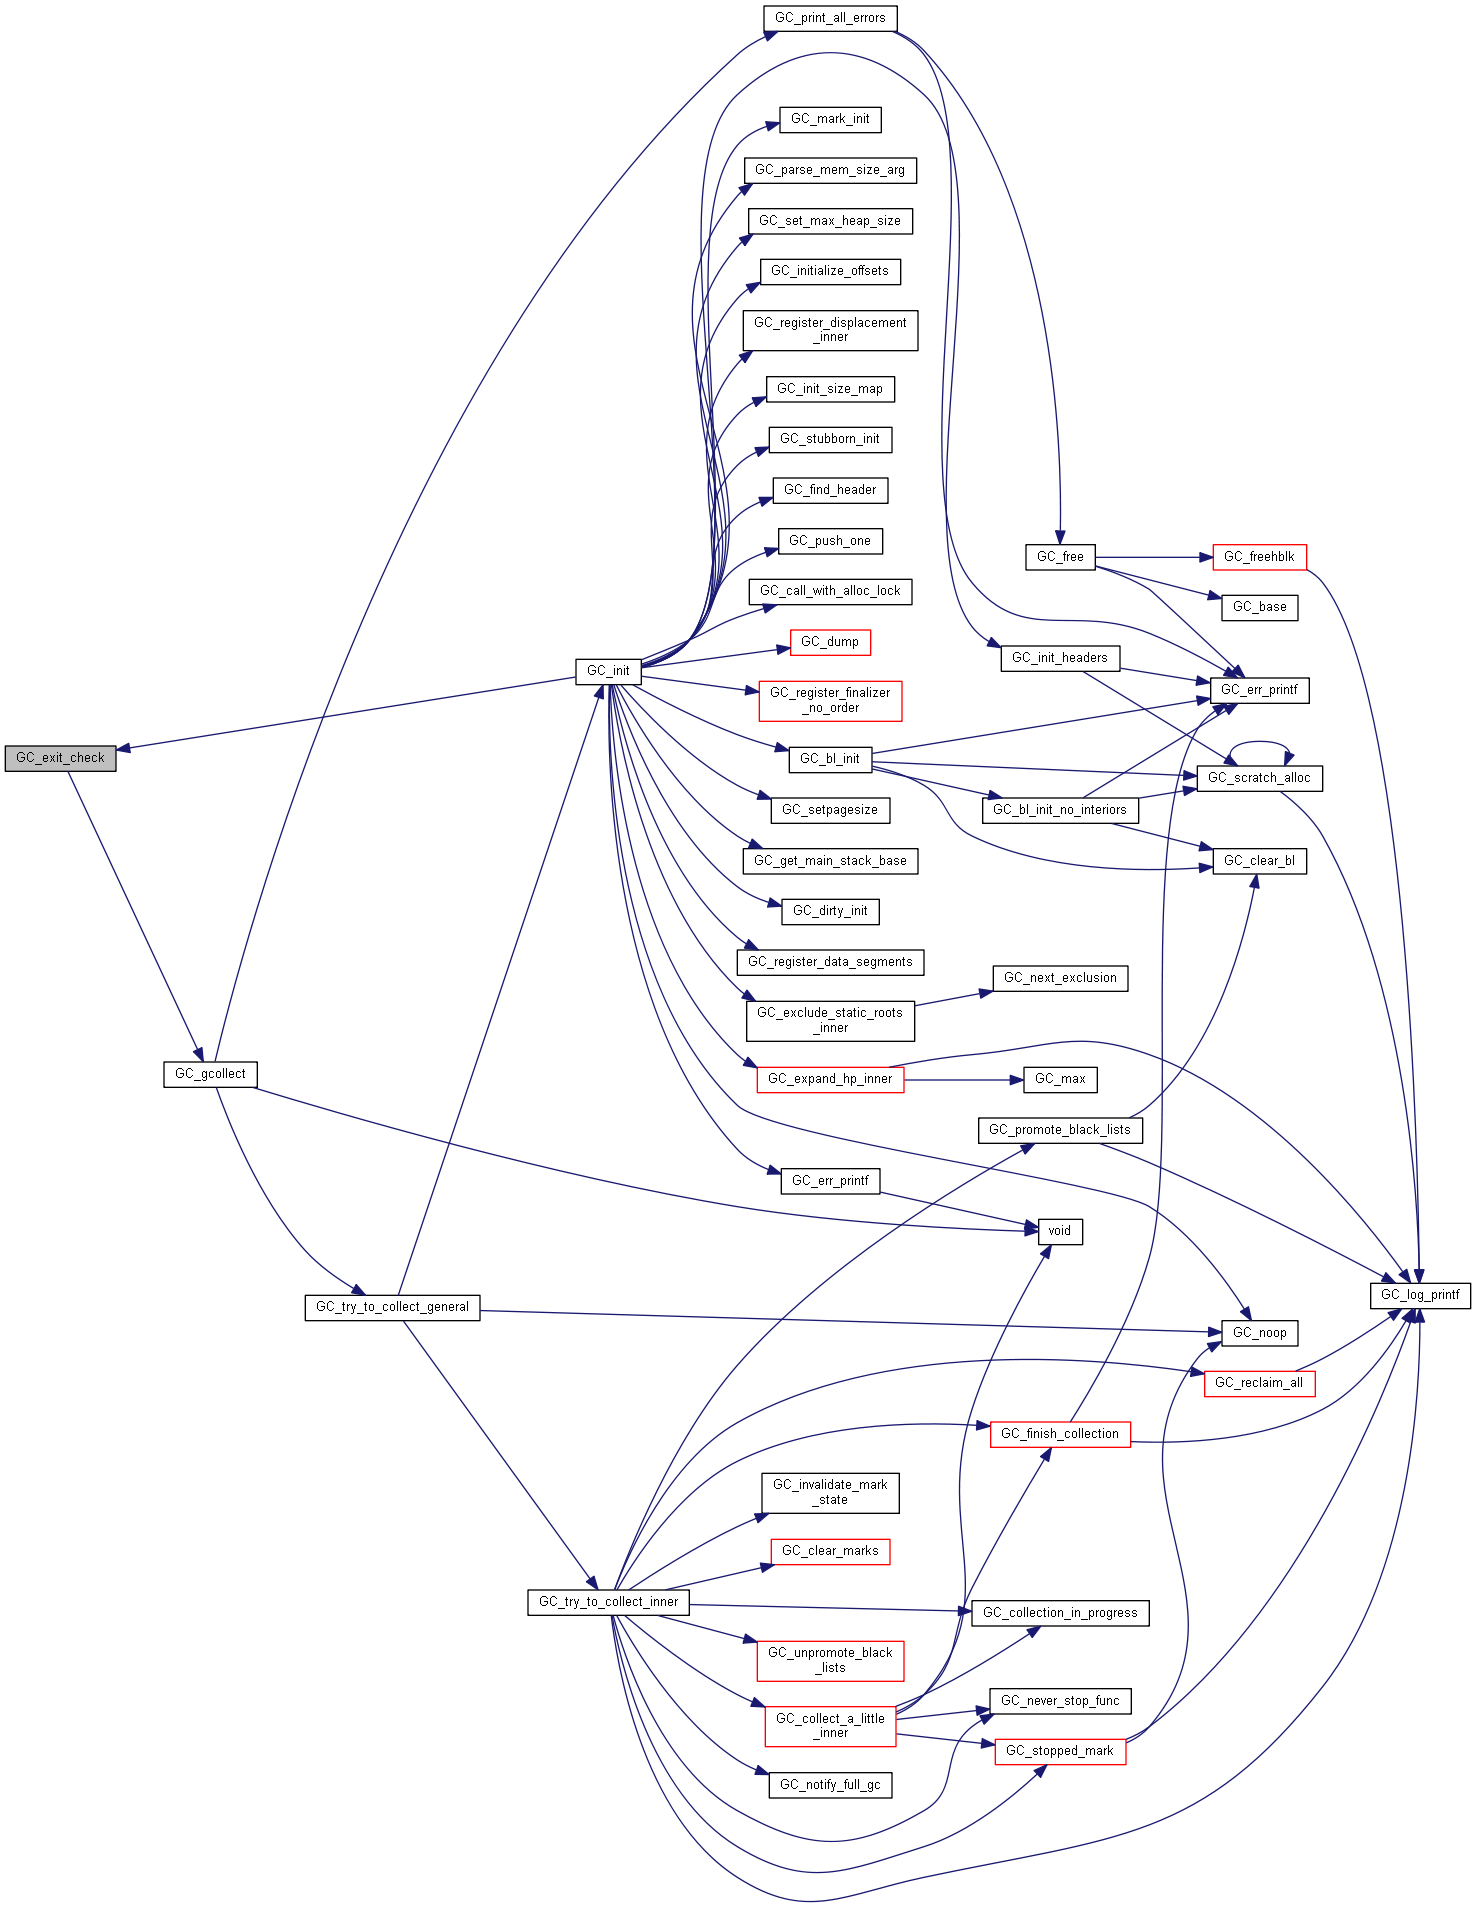 GC_print_all_errors
GC_mark_init
GC_parse_mem_size_arg
GC_set_max_heap_size
GC_initialize_offsets
GC_register_displacement
_inner
GC_init_size_map
GC_stubborn_init
GC_find_header
GC_push_one
GC_free
GC_freehblk
GC_call_with_alloc_lock
GC_base
GC_dump
GC_init_headers
GC_init
GC_register_finalizer
_no_order
GC_err_printf
GC_exit_check
GC_bl_init
GC_scratch_alloc
GC_setpagesize
GC_bl_init_no_interiors
GC_get_main_stack_base
GC_clear_bl
GC_dirty_init
GC_register_data_segments
GC_next_exclusion
GC_exclude_static_roots
_inner
GC_gcollect
GC_expand_hp_inner
GC_max
GC_promote_black_lists
GC_err_printf
void
GC_log_printf
GC_try_to_collect_general
GC_noop
GC_reclaim_all
GC_finish_collection
GC_invalidate_mark
_state
GC_clear_marks
GC_try_to_collect_inner
GC_collection_in_progress
GC_unpromote_black
_lists
GC_never_stop_func
GC_collect_a_little
_inner
GC_stopped_mark
GC_notify_full_gc